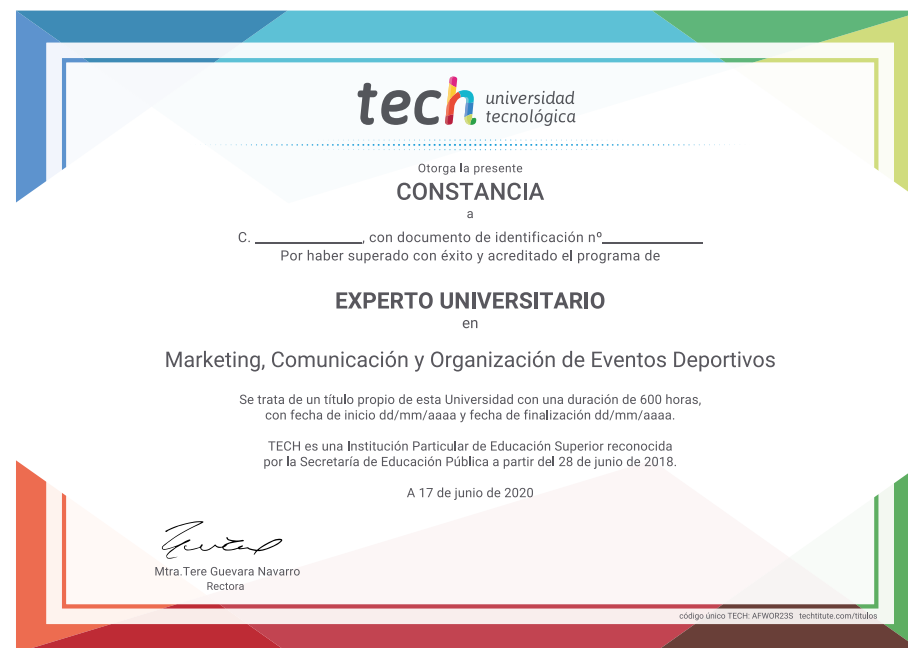 tech universidad
tecnológica
Otorga la presente
CONSTANCIA
a
C. ____________, con documento de identificación nº____________
Por haber superado con éxito y acreditado el programa de
EXPERTO UNIVERSITARIO
en
Marketing, Comunicación y Organización de Eventos Deportivos
Se trata de un título propio de esta Universidad con una duración de 600 horas,
con fecha de inicio dd/mm/aaaa y fecha de finalización dd/mm/aaaa.
TECH es una Institución Particular de Educación Superior reconocida
por la Secretaría de Educación Pública a partir del 28 de junio de 2018.
A 17 de junio de 2020
Mtra.Tere Guevara Navarro
Rectora
código único TECH: AFWOR23S techtitute.com/titulos